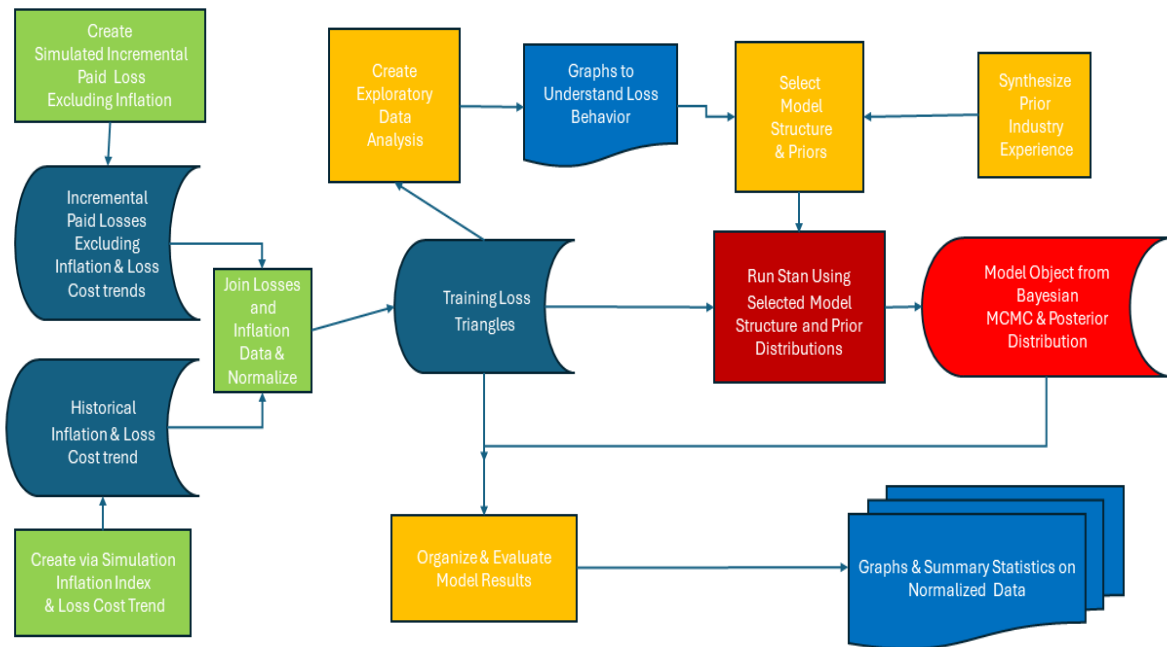 Create
Simulated Incremental
Paid Loss
Excluding Inflation
Incremental
Paid Losses
Excluding
Inflation & Loss
Cost trends
Historical
Inflation & Loss
Cost trend
Create via Simulation
Inflation Index
& Loss Cost Trend
Join Losses
and
Inflation
Data &
Normalize
Create
Exploratory
Data
Analysis
Graphs to
Understand Loss
Behavior
Select
Model
Structure
& Priors
Synthesize
Prior
Industry
Experience
Training Loss
Triangles
Run Stan Using
Selected Model
Structure and Prior
Distributions
Model Object from
Bayesian
MCMC & Posterior
Distribution
Organize & Evaluate
Model Results
Graphs & Summary Statistics on
Normalized Data